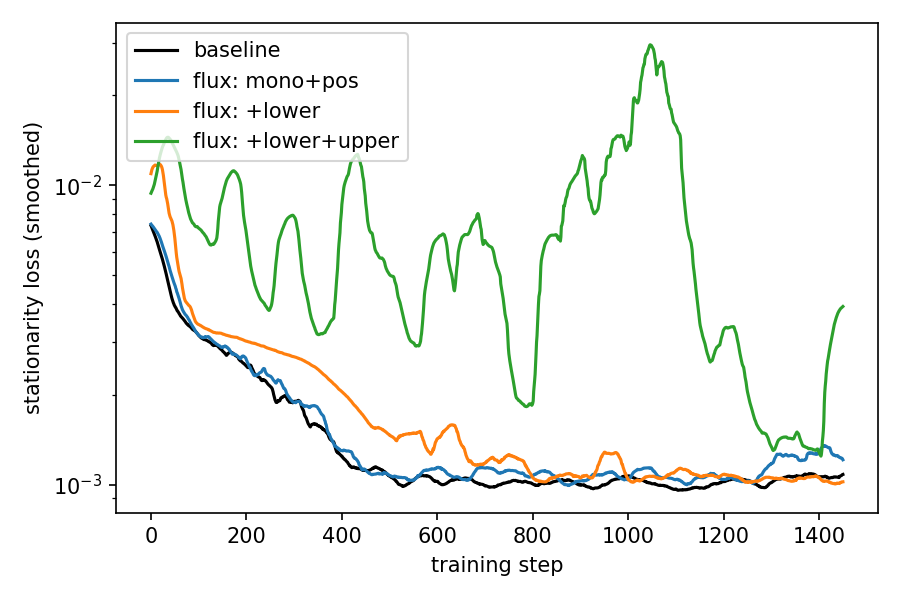 baseline
flux: mono+pos
flux: +lower
flux: +lower+upper
stationarity loss (smoothed)
10⁻²
10⁻³
0 200 400 600 800 1000 1200 1400
training step